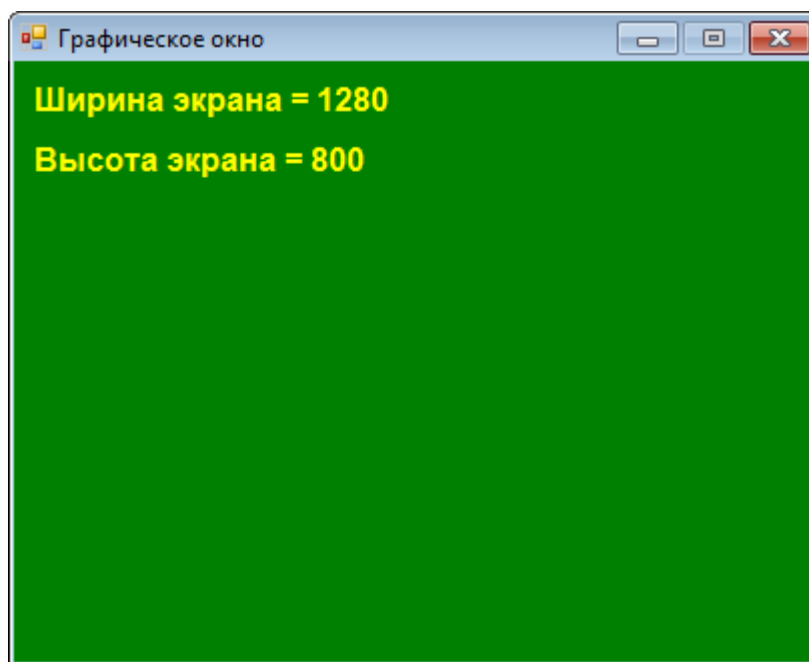 Графическое окно
Ширина экрана = 1280
Высота экрана = 800